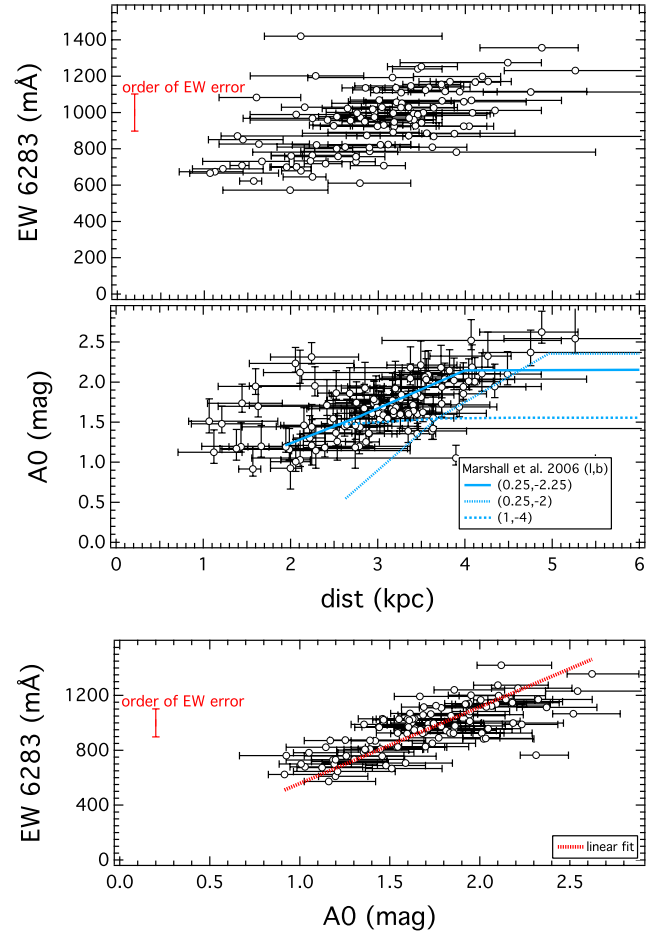 EW 6283 (mÅ)
1400
1200
1000
800
600
400
200
0
order of EW error
A0 (mag)
2.5
2.0
1.5
1.0
0.5
0.0
Marshall et al. 2006 (l,b)
(0.25,-2.25)
(0.25,-2)
(1,-4)
0 1 2 3 4 5 6
dist (kpc)
EW 6283 (mÅ)
1200
800
400
0
order of EW error
linear fit
0.0 0.5 1.0 1.5 2.0 2.5
A0 (mag)